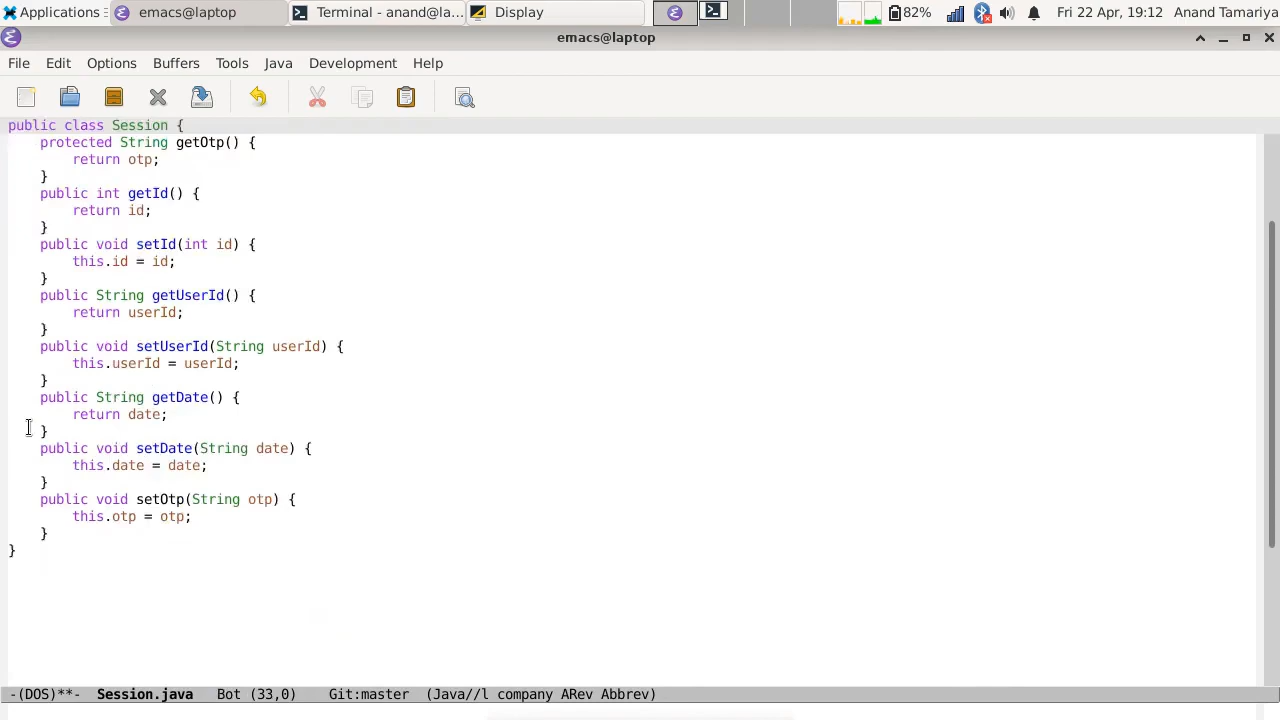 Applications
emacs@laptop
Terminal - anand@la...
Display
82%
Fri 22 Apr, 19:12
Anand Tamariya
emacs@laptop
File Edit Options Buffers Tools Java Development Help
public class Session {
    protected String getOtp() {
        return otp;
    }
    public int getId() {
        return id;
    }
    public void setId(int id) {
        this.id = id;
    }
    public String getUserId() {
        return userId;
    }
    public void setUserId(String userId) {
        this.userId = userId;
    }
    public String getDate() {
        return date;
    }
    public void setDate(String date) {
        this.date = date;
    }
    public void setOtp(String otp) {
        this.otp = otp;
    }
}
-(DOS)**-  Session.java   Bot (33,0)    Git:master  (Java//l company ARev Abbrev)